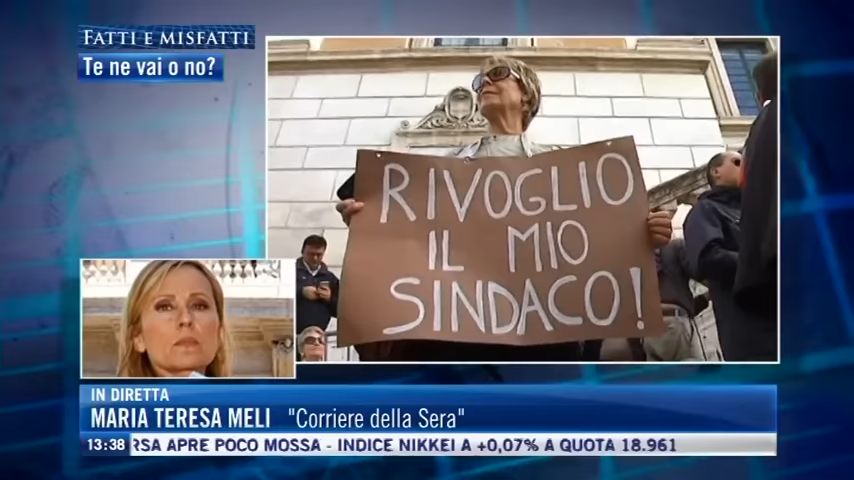 FATTI E MISFATTI
Te ne vai o no?
RIVOGLIO
IL MIO
SINDACO!
IN DIRETTA
MARIA TERESA MELI "Corriere della Sera"
13:38 RSA APRE POCO MOSSA - INDICE NIKKEI A +0,07% A QUOTA 18.961